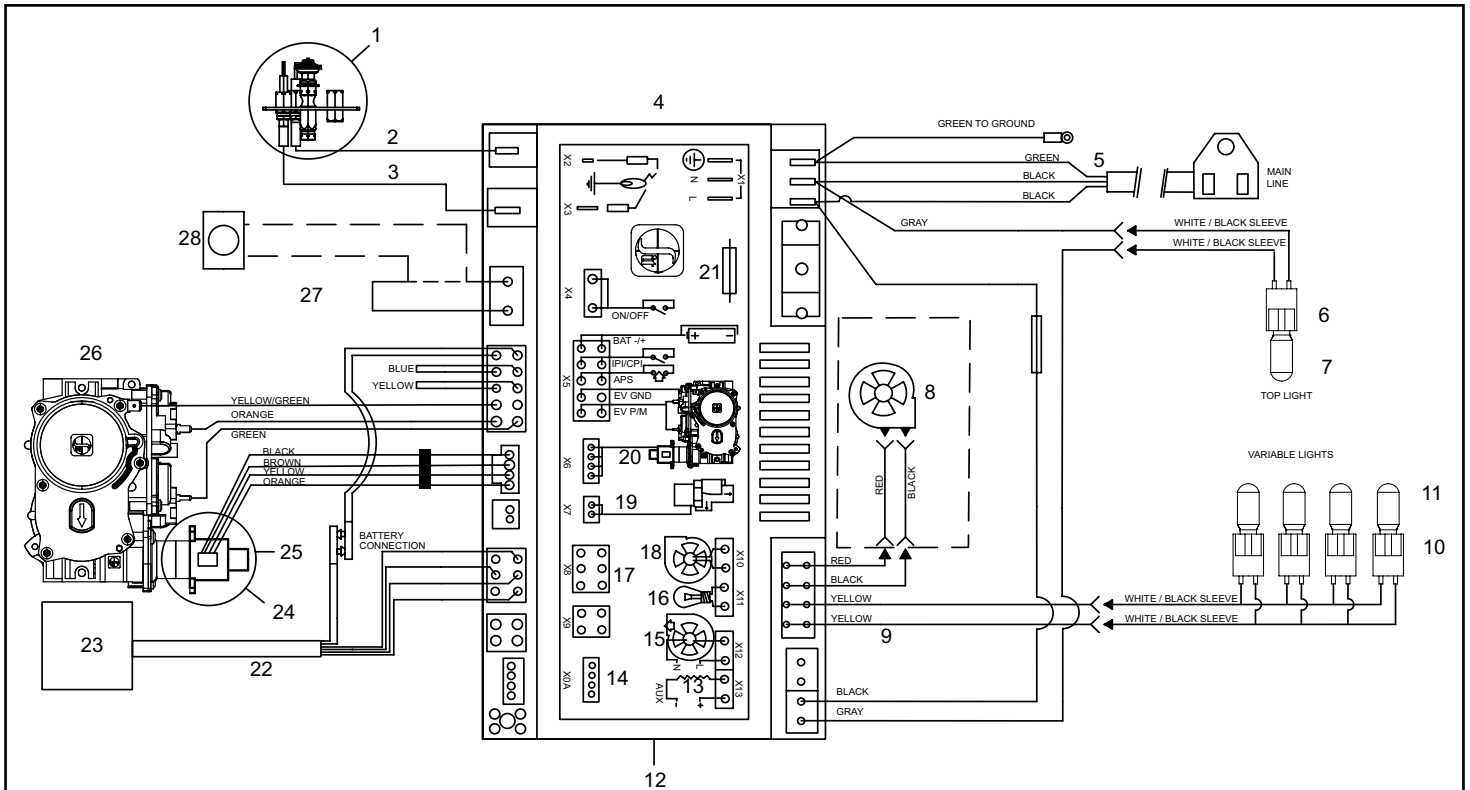 1
4
2
GREEN TO GROUND
X2
N
X1
GREEN
5
BLACK
MAIN
LINE
3
X3
L
BLACK
GRAY
WHITE / BLACK SLEEVE
28
WHITE / BLACK SLEEVE
21
27
X4
ON/OFF
6
26
BAT -/+
+ -
7
BLUE
IPI/CPI
8
YELLOW
X5
APS
TOP LIGHT
YELLOW/GREEN
EV GND
ORANGE
EV P/M
GREEN
BLACK
BROWN
YELLOW
ORANGE
X6
20
RED
BLACK
VARIABLE LIGHTS
X7
19
11
25
BATTERY
CONNECTION
18
X10
10
X8
17
RED
24
16
X11
BLACK
YELLOW
WHITE / BLACK SLEEVE
X9
YELLOW
WHITE / BLACK SLEEVE
23
15
X12
9
22
N
L
X0A
14
AUX
13
X13
- +
BLACK
GRAY
12